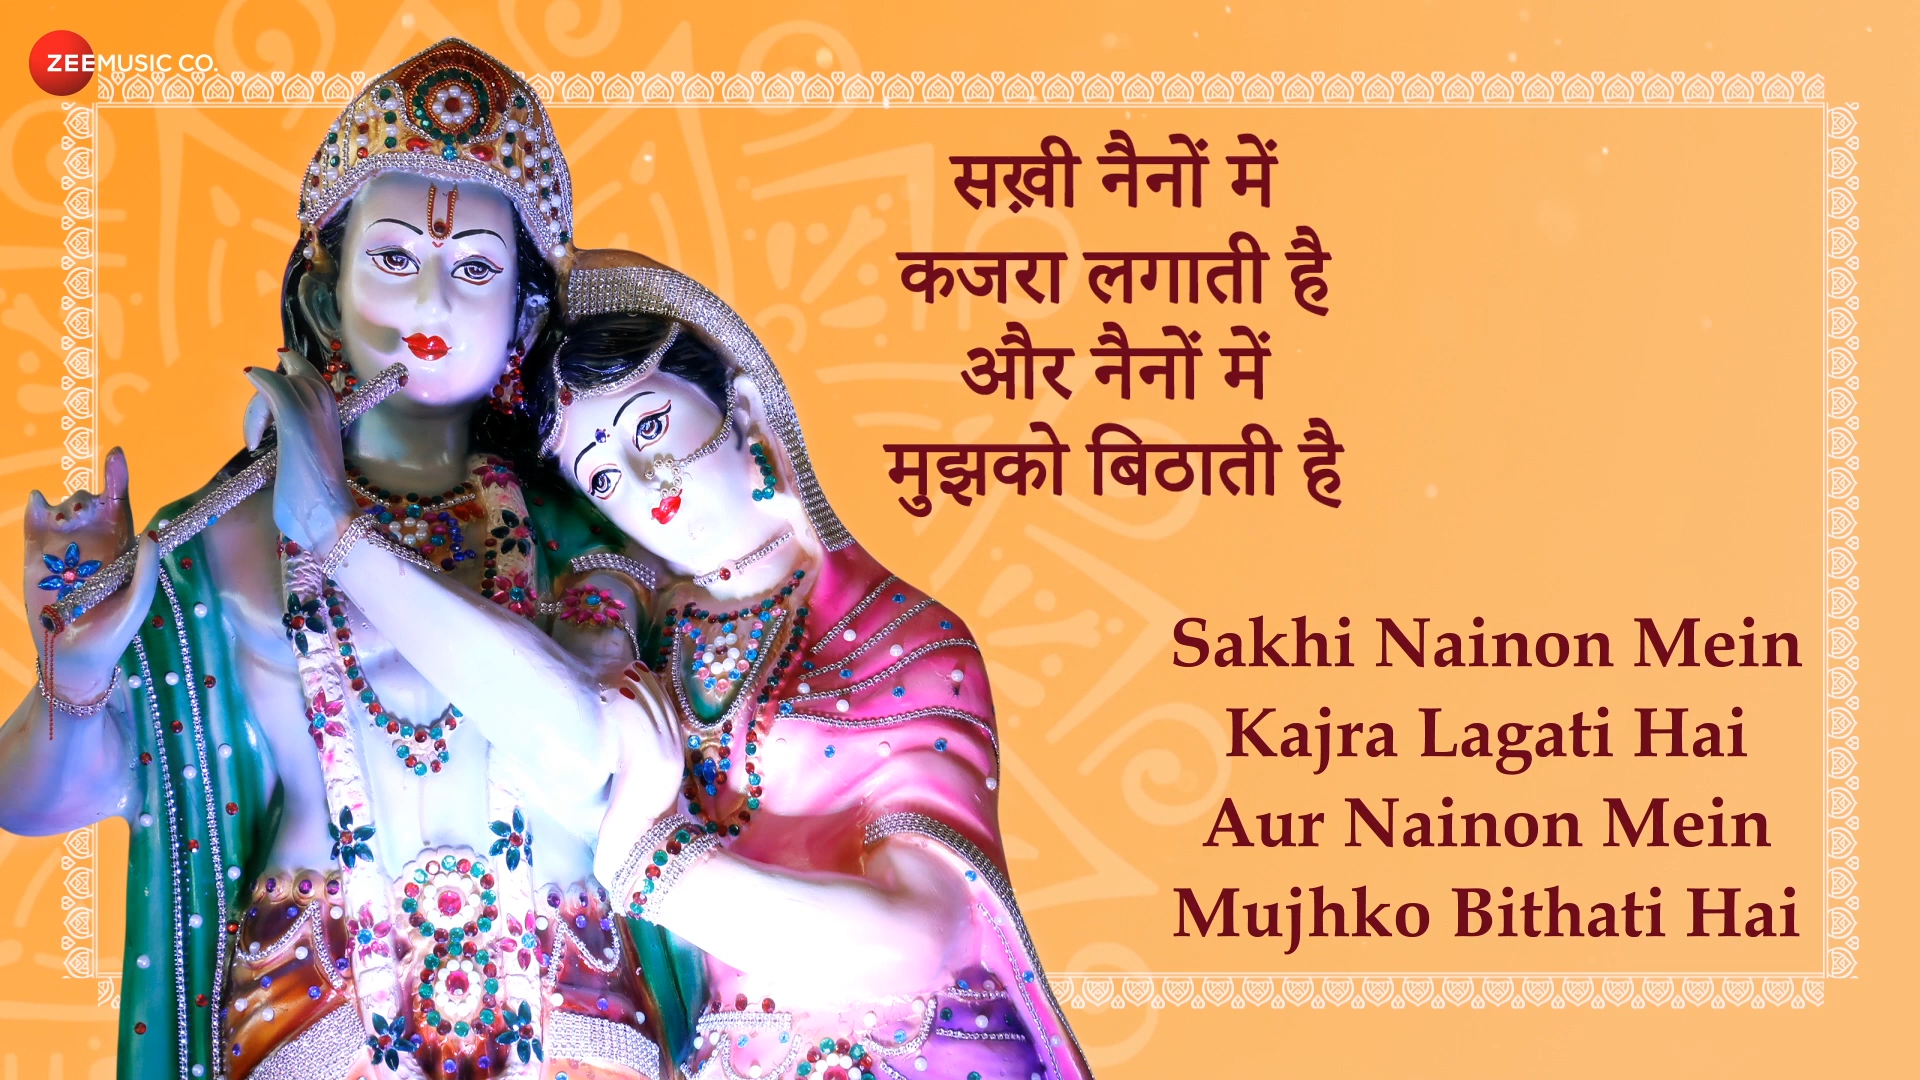 ZEEMUSIC CO.
सख़ी नैनों में
कजरा लगाती है
और नैनों में
मुझको बिठाती है
Sakhi Nainon Mein
Kajra Lagati Hai
Aur Nainon Mein
Mujhko Bithati Hai